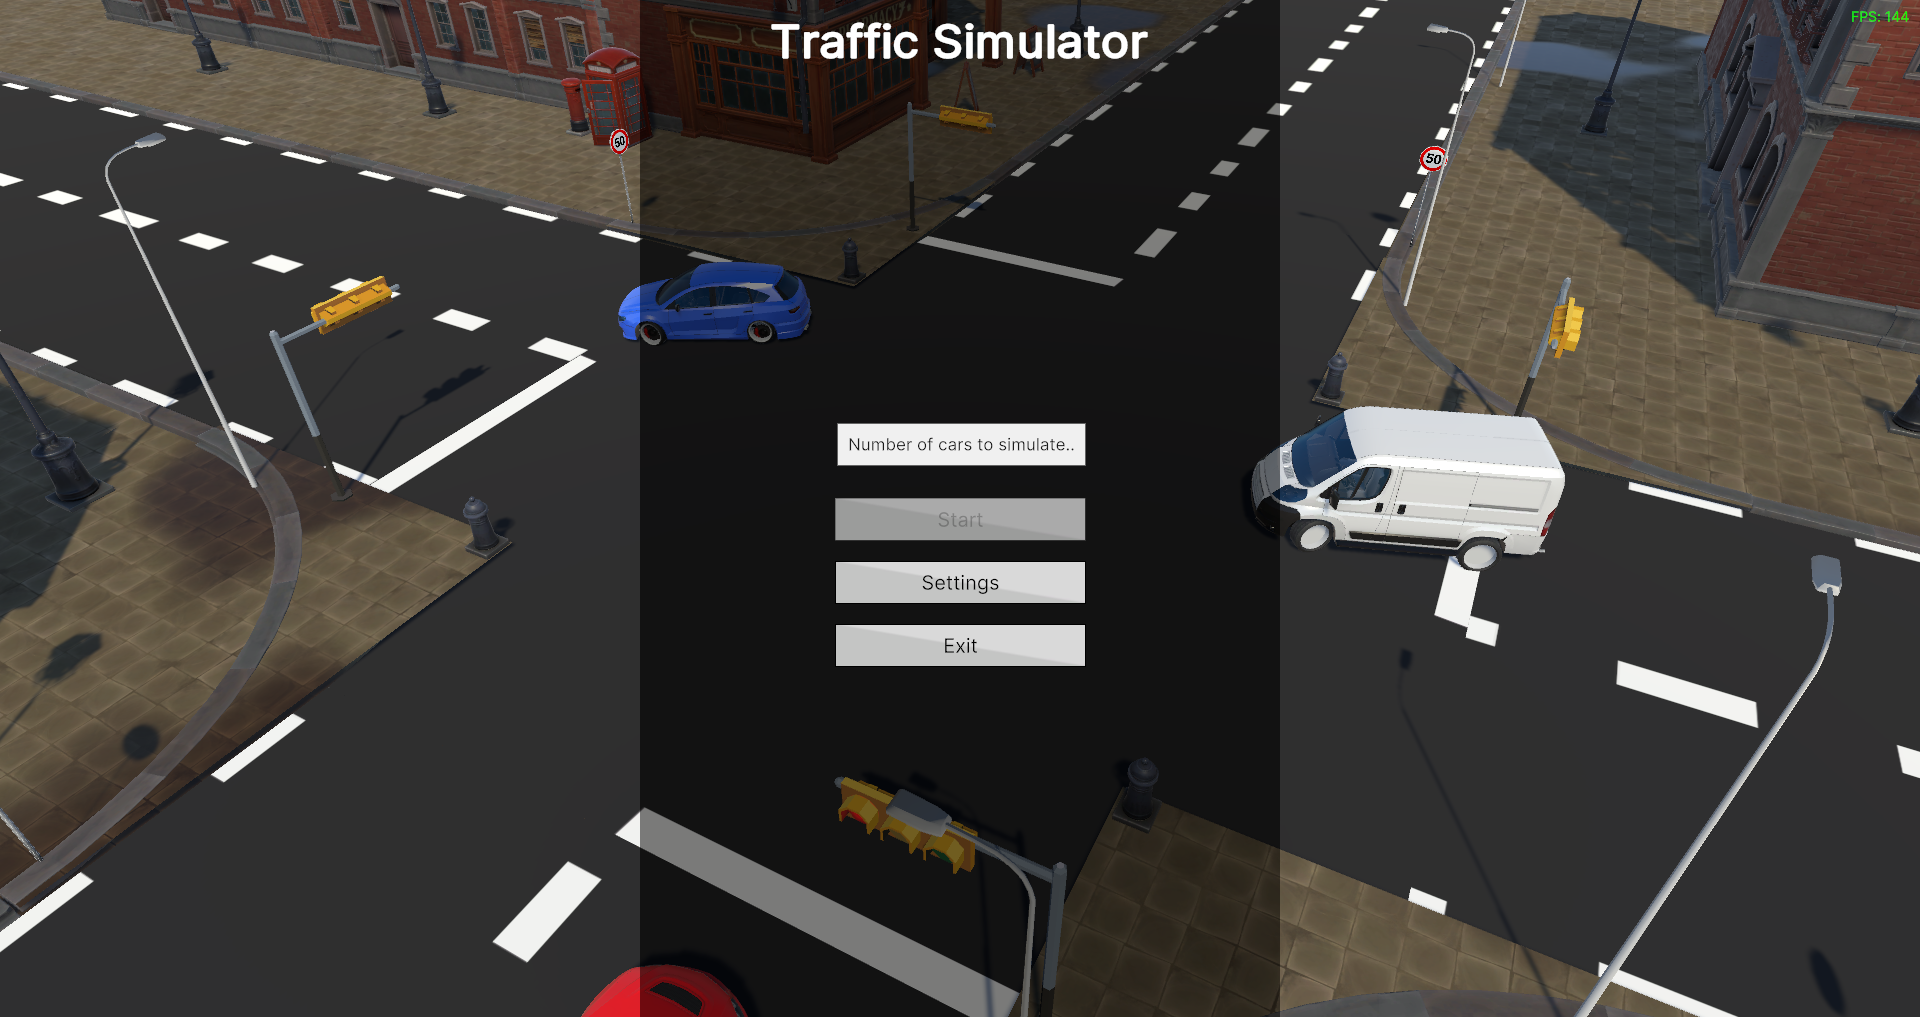 Traffic Simulator
FPS: 144
50
50
Number of cars to simulate..
Start
Settings
Exit